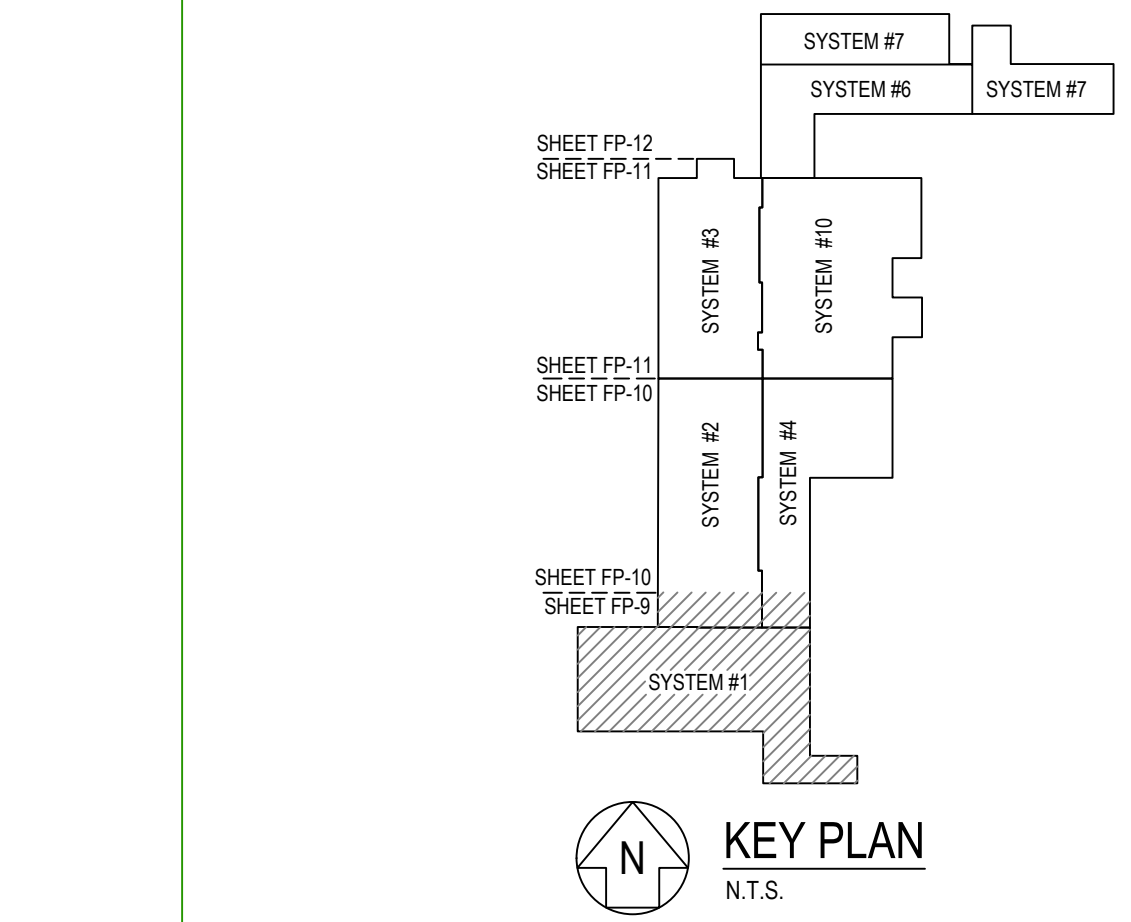 SYSTEM #7
SYSTEM #6
SYSTEM #7
SHEET FP-12
SHEET FP-11
SYSTEM #3
SYSTEM #10
SHEET FP-11
SHEET FP-10
SYSTEM #2
SYSTEM #4
SHEET FP-10
SHEET FP-9
SYSTEM #1
N
KEY PLAN
N.T.S.